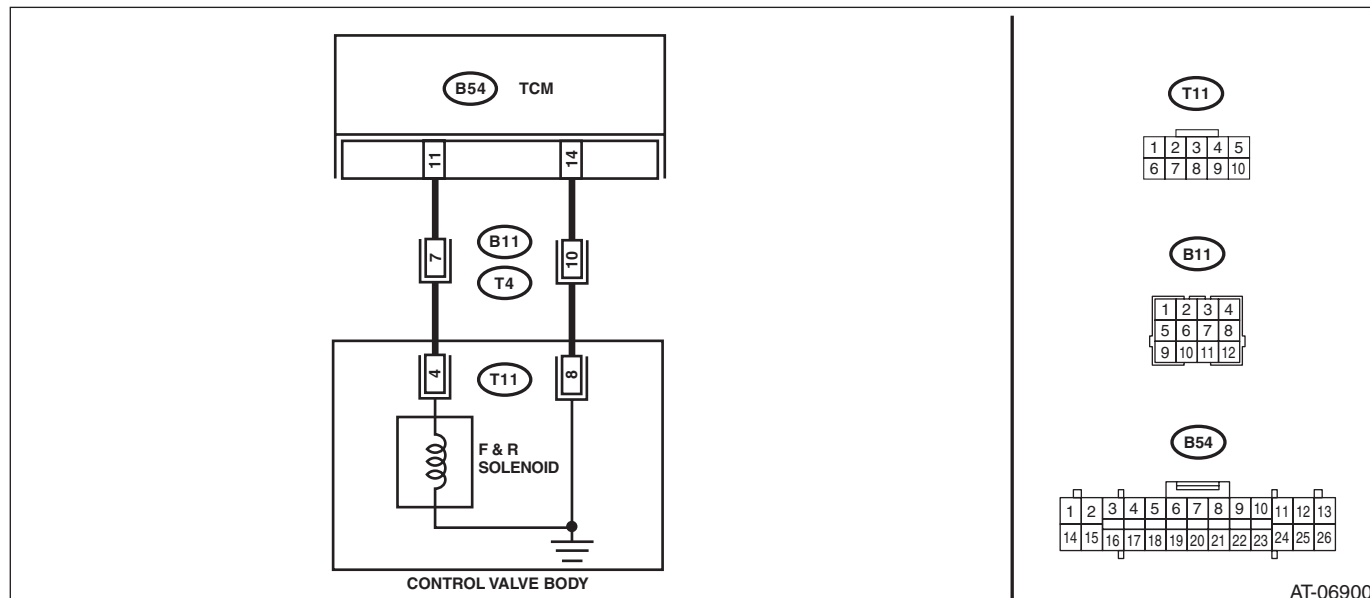 B54 TCM
11 14
B11
7 10
T4
4 T11 8
F & R
SOLENOID
CONTROL VALVE BODY
T11
1 2 3 4 5
6 7 8 9 10
B11
1 2 3 4
5 6 7 8
9 10 11 12
B54
1 2 3 4 5 6 7 8 9 10 11 12 13
14 15 16 17 18 19 20 21 22 23 24 25 26
AT-06900